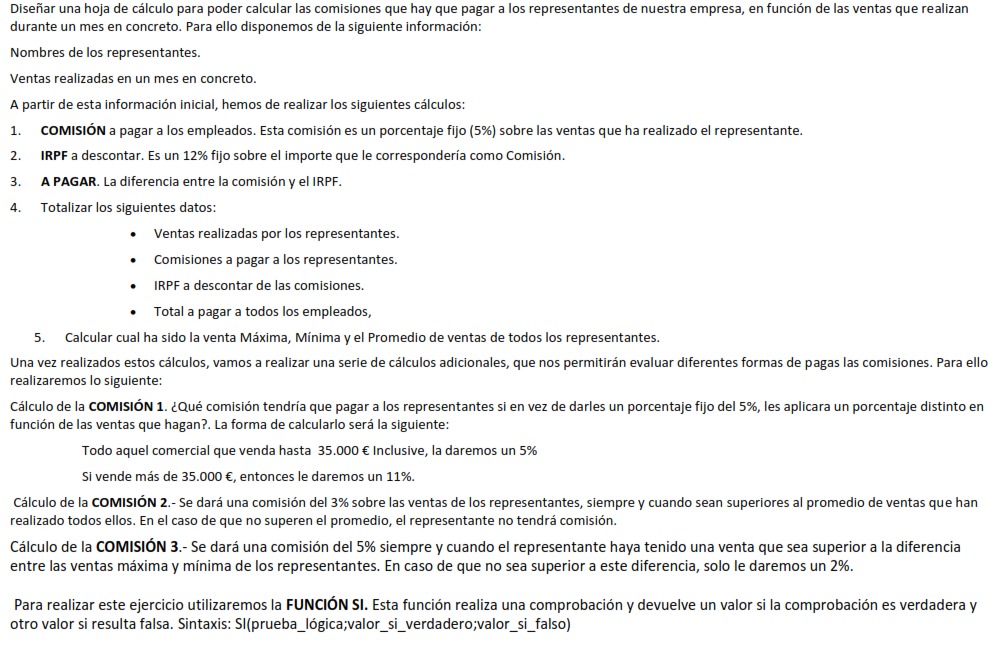 Diseñar una hoja de cálculo para poder calcular las comisiones que hay que pagar a los representantes de nuestra empresa, en función de las ventas que realizan
durante un mes en concreto. Para ello disponemos de la siguiente información:
Nombres de los representantes.
Ventas realizadas en un mes en concreto.
A partir de esta información inicial, hemos de realizar los siguientes cálculos:
1. COMISIÓN a pagar a los empleados. Esta comisión es un porcentaje fijo (5%) sobre las ventas que ha realizado el representante.
2. IRPF a descontar. Es un 12% fijo sobre el importe que le correspondería como Comisión.
3. A PAGAR. La diferencia entre la comisión y el IRPF.
4. Totalizar los siguientes datos:
• Ventas realizadas por los representantes.
• Comisiones a pagar a los representantes.
• IRPF a descontar de las comisiones.
• Total a pagar a todos los empleados,
5. Calcular cual ha sido la venta Máxima, Mínima y el Promedio de ventas de todos los representantes.
Una vez realizados estos cálculos, vamos a realizar una serie de cálculos adicionales, que nos permitirán evaluar diferentes formas de pagas las comisiones. Para ello
realizaremos lo siguiente:
Cálculo de la COMISIÓN 1. ¿Qué comisión tendría que pagar a los representantes si en vez de darles un porcentaje fijo del 5%, les aplicara un porcentaje distinto en
función de las ventas que hagan?. La forma de calcularlo será la siguiente:
Todo aquel comercial que venda hasta 35.000 € Inclusive, la daremos un 5%
Si vende más de 35.000 €, entonces le daremos un 11%.
Cálculo de la COMISIÓN 2.- Se dará una comisión del 3% sobre las ventas de los representantes, siempre y cuando sean superiores al promedio de ventas que han
realizado todos ellos. En el caso de que no superen el promedio, el representante no tendrá comisión.
Cálculo de la COMISIÓN 3.- Se dará una comisión del 5% siempre y cuando el representante haya tenido una venta que sea superior a la diferencia
entre las ventas máxima y mínima de los representantes. En caso de que no sea superior a este diferencia, solo le daremos un 2%.
Para realizar este ejercicio utilizaremos la FUNCIÓN SI. Esta función realiza una comprobación y devuelve un valor si la comprobación es verdadera y
otro valor si resulta falsa. Sintaxis: SI(prueba_lógica;valor_si_verdadero;valor_si_falso)